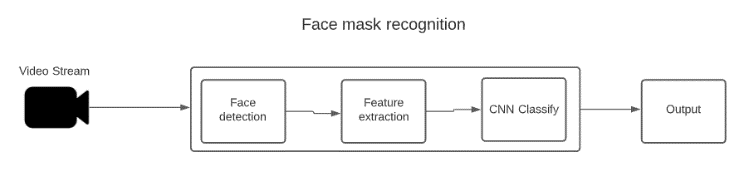 Face mask recognition
Video Stream
Face
detection
Feature
extraction
CNN Classify
Output